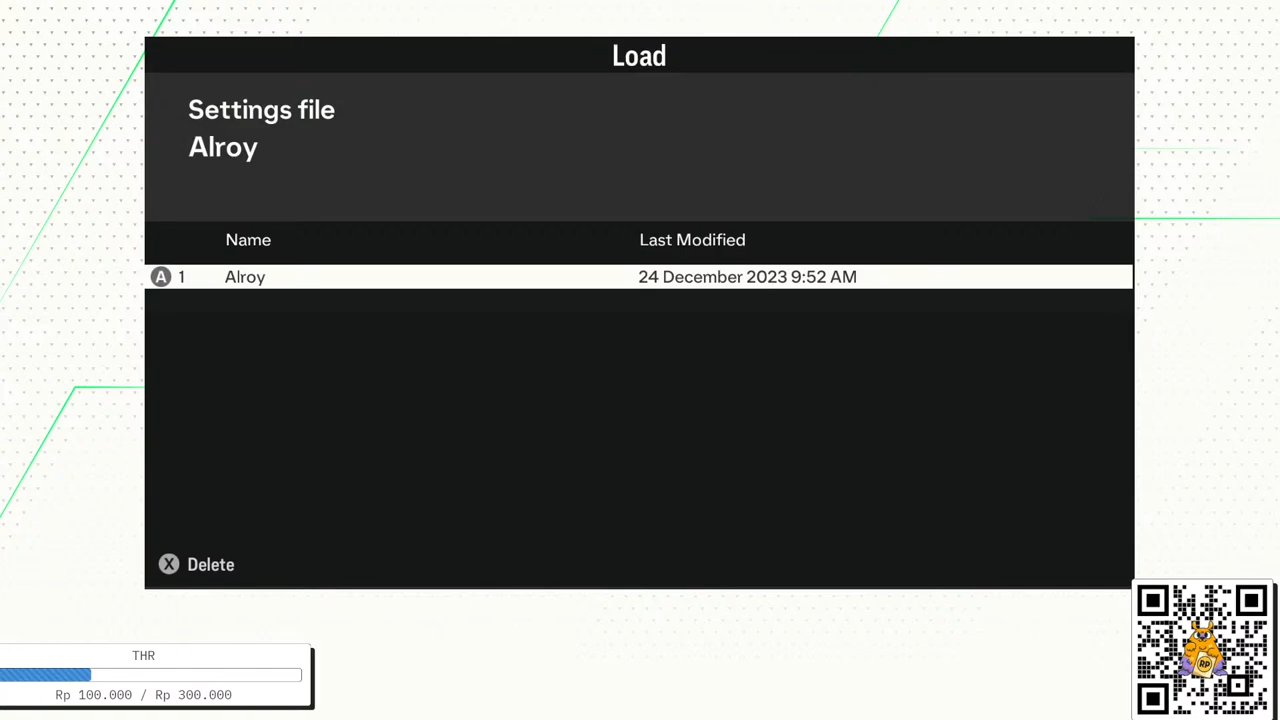 Load
Settings file
Alroy
Name Last Modified
A 1 Alroy 24 December 2023 9:52 AM
X Delete
THR
Rp 100.000 / Rp 300.000
RP